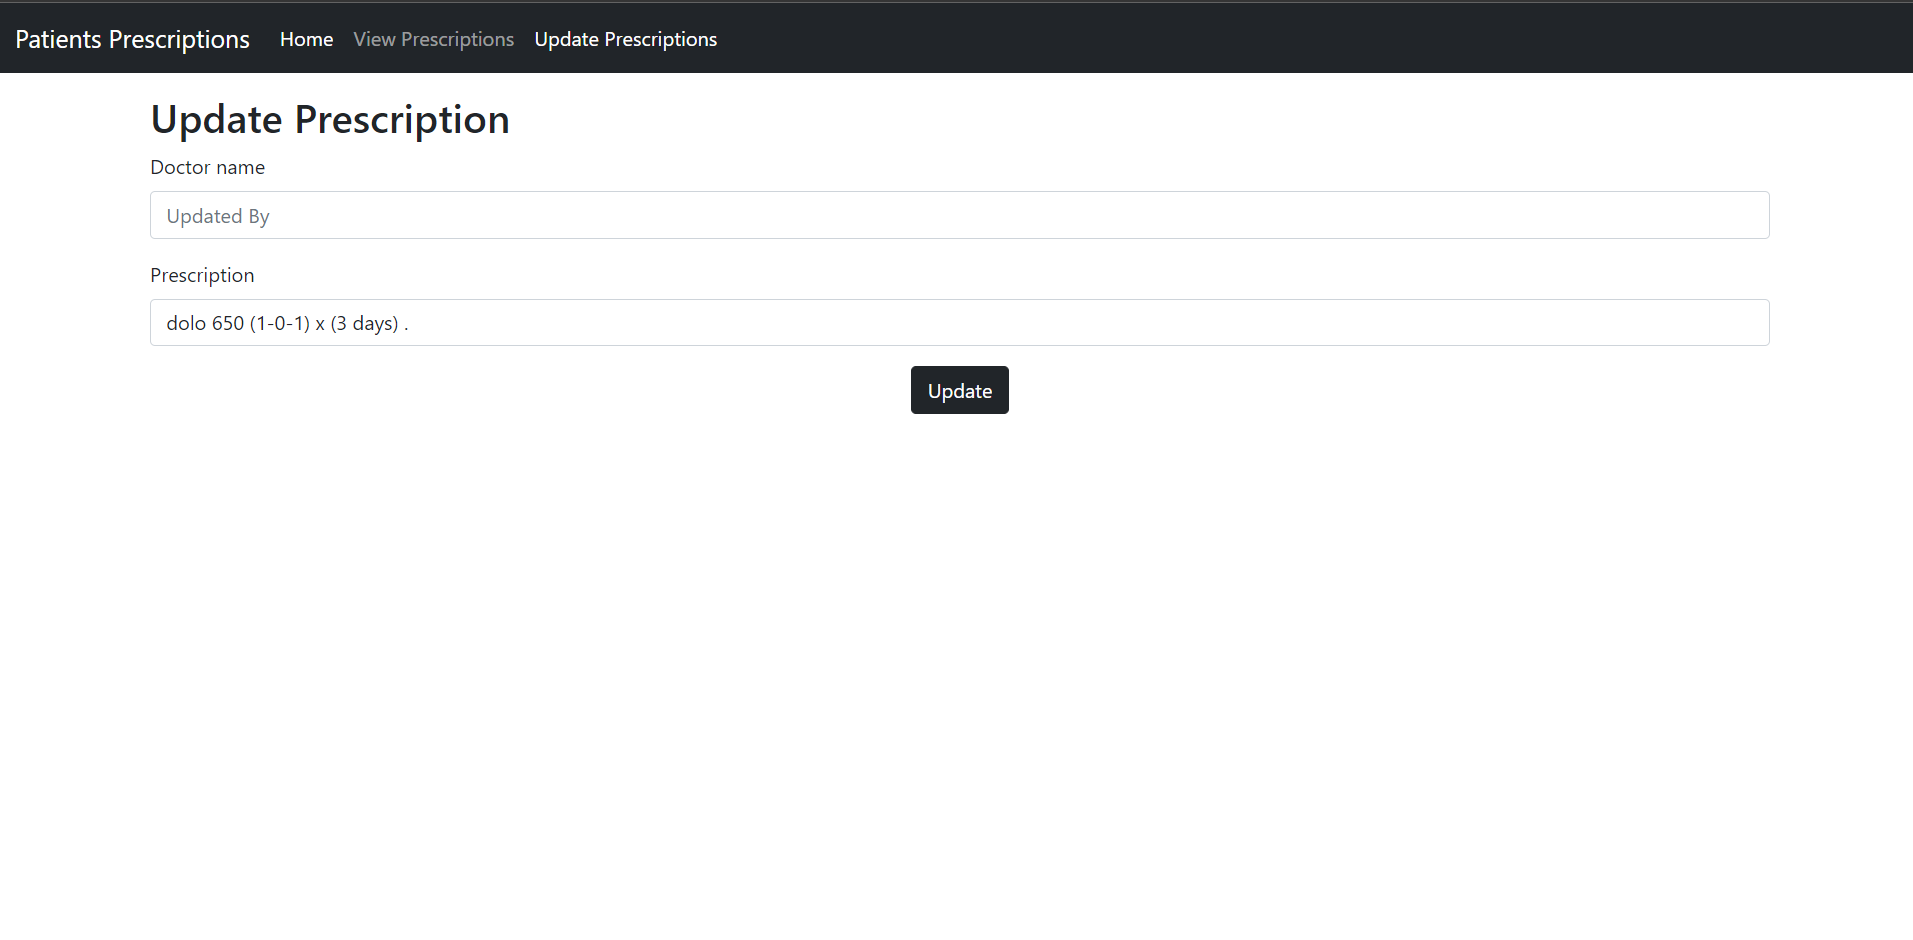 Patients Prescriptions Home View Prescriptions Update Prescriptions
Update Prescription
Doctor name
Updated By
Prescription
dolo 650 (1-0-1) x (3 days) .
Update